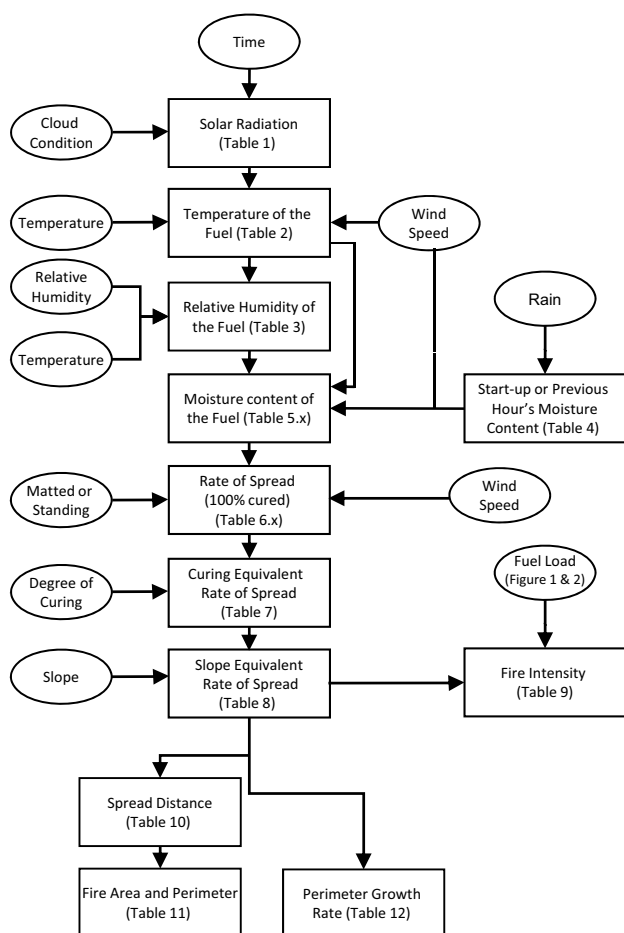 Time
Cloud
Condition
Solar Radiation
(Table 1)
Temperature
Temperature of the
Fuel (Table 2)
Wind
Speed
Relative
Humidity
Relative Humidity of
the Fuel (Table 3)
Rain
Temperature
Moisture content of
the Fuel (Table 5.x)
Start-up or Previous
Hour's Moisture
Content (Table 4)
Matted or
Standing
Rate of Spread
(100% cured)
(Table 6.x)
Wind
Speed
Degree of
Curing
Curing Equivalent
Rate of Spread
(Table 7)
Fuel Load
(Figure 1 & 2)
Slope
Slope Equivalent
Rate of Spread
(Table 8)
Fire Intensity
(Table 9)
Spread Distance
(Table 10)
Fire Area and Perimeter
(Table 11)
Perimeter Growth
Rate (Table 12)